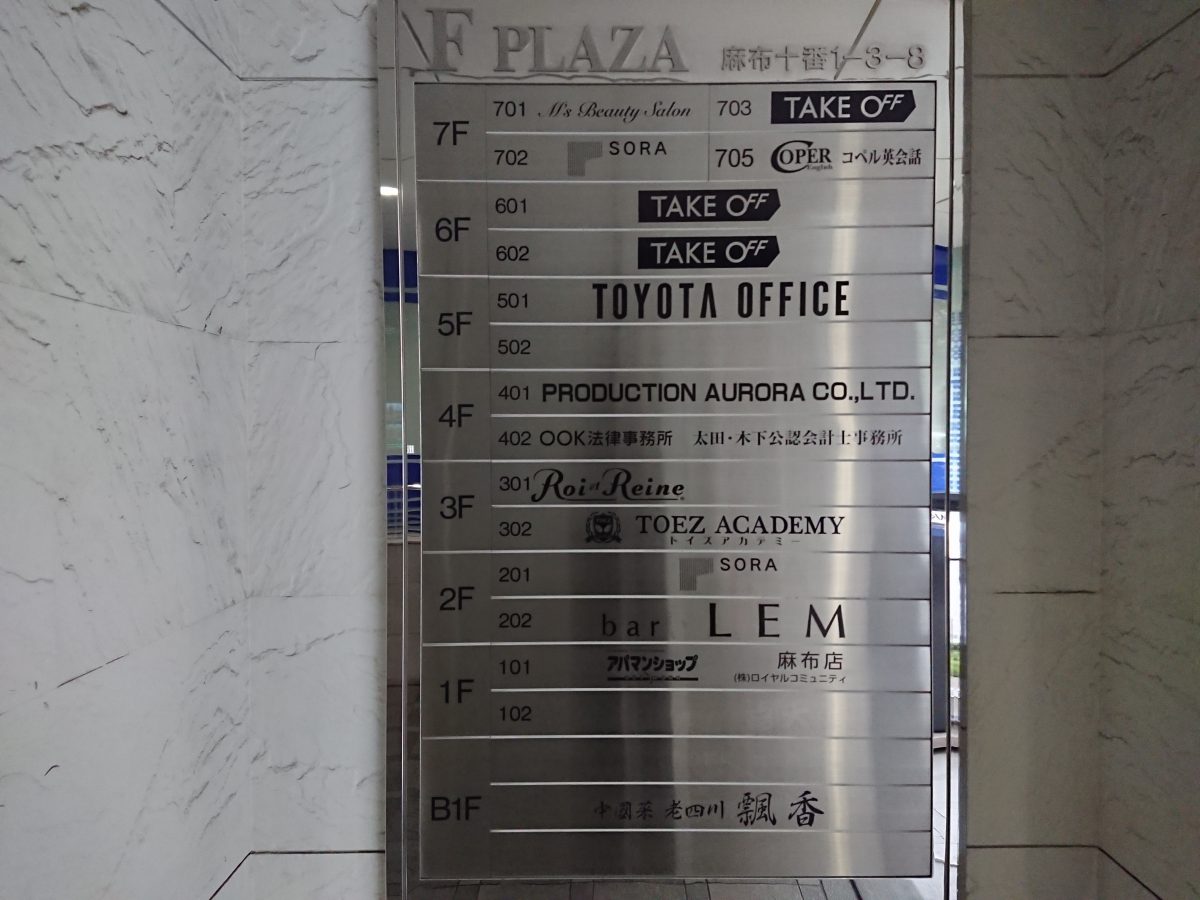 F PLAZA 麻布十番1-3-8
7F
701 M's Beauty Salon
703 TAKE OFF
702 SORA
705 COPER English コペル英会話
6F
601 TAKE OFF
602 TAKE OFF
5F
501 TOYOTA OFFICE
502
4F
401 PRODUCTION AURORA CO.,LTD.
402 OOK法律事務所 太田・木下公認会計士事務所
3F
301 Roi et Reine
302 TOEZ ACADEMY
トイズアカデミー
2F
201 SORA
202 bar LEM
1F
101 アパマンショップ 麻布店
(株)ロイヤルコミュニティ
102
B1F
中國菜 老四川 飄香